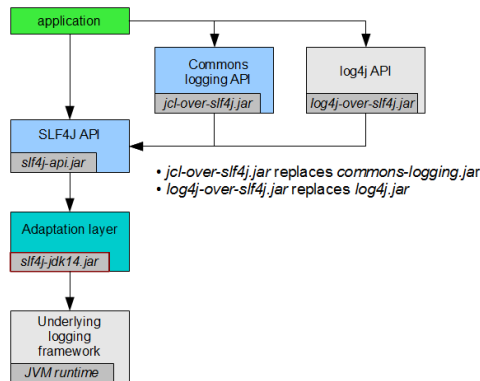 application
Commons
logging API
jcl-over-slf4j.jar
log4j API
log4j-over-slf4j.jar
SLF4J API
slf4j-api.jar
• jcl-over-slf4j.jar replaces commons-logging.jar
• log4j-over-slf4j.jar replaces log4j.jar
Adaptation layer
slf4j-jdk14.jar
Underlying
logging
framework
JVM runtime